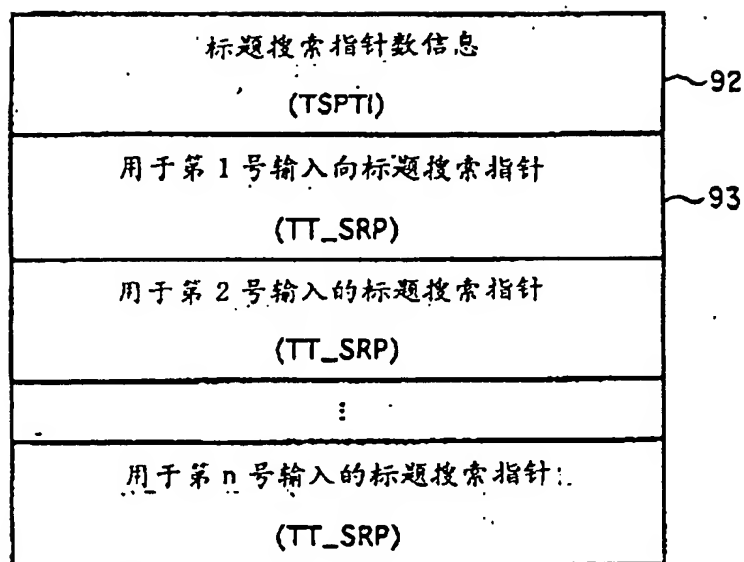 标题搜索指针数信息
(TSPTI)
92
用于第1号输入向标题搜索指针
(TT_SRP)
93
用于第2号输入的标题搜索指针
(TT_SRP)
⋮
用于第n号输入的标题搜索指针
(TT_SRP)